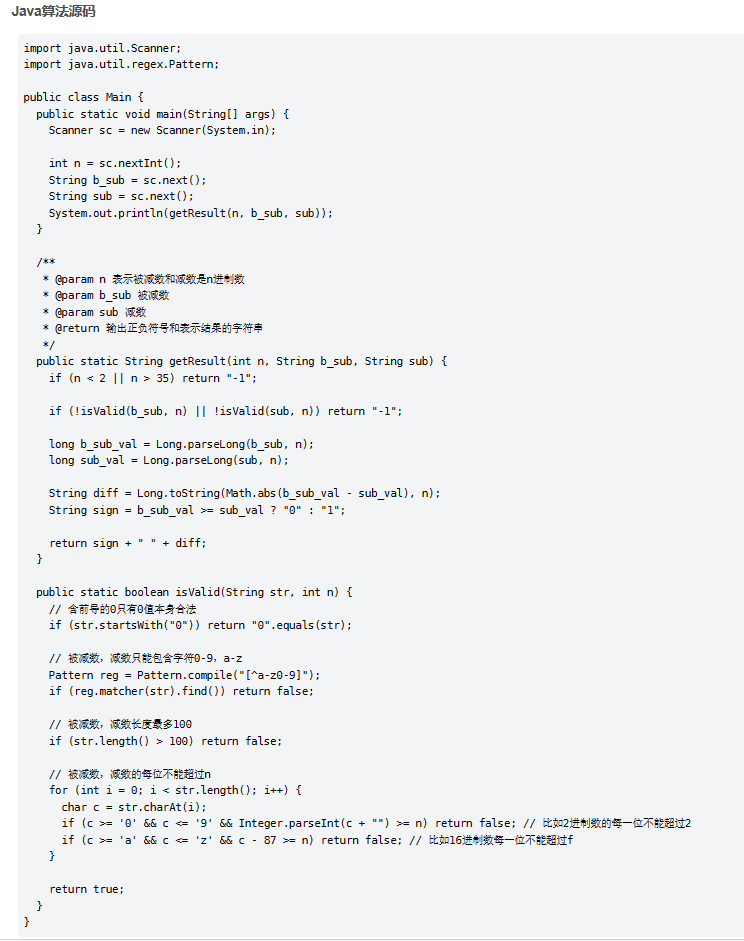 Java算法源码
import java.util.Scanner;
import java.util.regex.Pattern;
public class Main {
public static void main(String[] args) {
Scanner sc = new Scanner(System.in);
int n = sc.nextInt();
String b_sub = sc.next();
String sub = sc.next();
System.out.println(getResult(n, b_sub, sub));
}
/**
* @param n 表示被减数和减数是n进制数
* @param b_sub 被减数
* @param sub 减数
* @return 输出正负符号和表示结果的字符串
*/
public static String getResult(int n, String b_sub, String sub) {
if (n < 2 || n > 35) return "-1";
if (!isValid(b_sub, n) || !isValid(sub, n)) return "-1";
long b_sub_val = Long.parseLong(b_sub, n);
long sub_val = Long.parseLong(sub, n);
String diff = Long.toString(Math.abs(b_sub_val - sub_val), n);
String sign = b_sub_val >= sub_val ? "0" : "1";
return sign + " " + diff;
}
public static boolean isValid(String str, int n) {
// 含前导的0只有0值本身合法
if (str.startsWith("0")) return "0".equals(str);
// 被减数，减数只能包含字符0-9，a-z
Pattern reg = Pattern.compile("[^a-z0-9]");
if (reg.matcher(str).find()) return false;
// 被减数，减数长度最多100
if (str.length() > 100) return false;
// 被减数，减数的每位不能超过n
for (int i = 0; i < str.length(); i++) {
char c = str.charAt(i);
if (c >= '0' && c <= '9' && Integer.parseInt(c + "") >= n) return false; // 比如2进制数的每一位不能超过2
if (c >= 'a' && c <= 'z' && c - 87 >= n) return false; // 比如16进制数每一位不能超过f
}
return true;
}
}